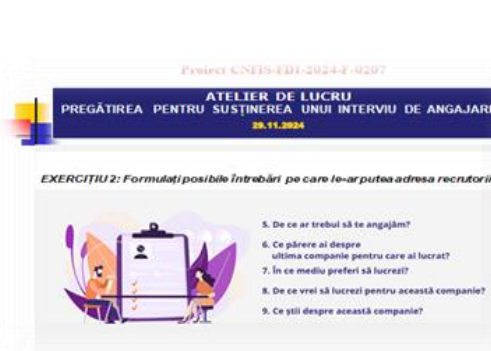 Proiect CNFIS-FDI-2024-F-0207
ATELIER DE LUCRU
PREGĂTIREA PENTRU SUSȚINEREA UNUI INTERVIU DE ANGAJARE
29.11.2024
EXERCIȚIU 2: Formulați posibile întrebări pe care le-ar putea adresa recrutorii
5. De ce ar trebui să te angajăm?
6. Ce părere ai despre
ultima companie pentru care ai lucrat?
7. În ce mediu preferi să lucrezi?
8. De ce vrei să lucrezi pentru această companie?
9. Ce știi despre această companie?